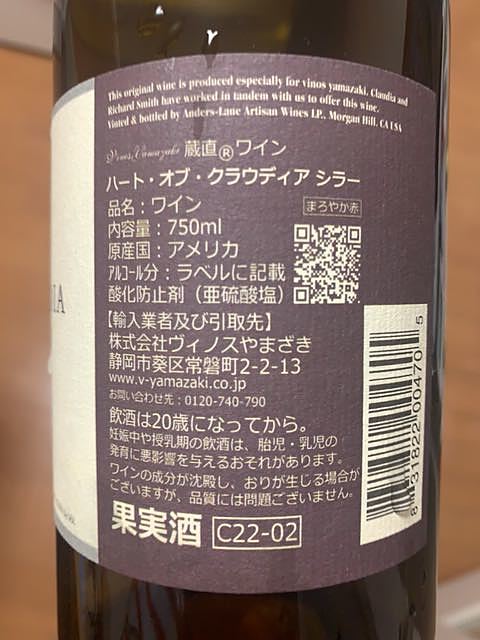 This original wine is produced especially for vinos yamazaki. Claudia and
Richard Smith have worked in tandem with us to offer this wine.
Vinted & bottled by Anders-Lane Artisan Wines LP., Morgan Hill. CA USA
Vinos Yamazaki 蔵直®ワイン
ハート・オブ・クラウディア シラー
品名：ワイン
まろやか赤
内容量：750ml
原産国：アメリカ
アルコール分：ラベルに記載
酸化防止剤（亜硫酸塩）
【輸入業者及び引取先】
株式会社ヴィノスやまざき
静岡市葵区常磐町2-2-13
www.v-yamazaki.co.jp
お問い合わせ先：0120-740-790
飲酒は20歳になってから。
妊娠中や授乳期の飲酒は、胎児・乳児の
発育に悪影響を与えるおそれがあります。
ワインの成分が沈殿し、おりが生じる場合が
ございますが、品質には問題ございません。
果実酒 C22-02
8 31822 00470 5
IA